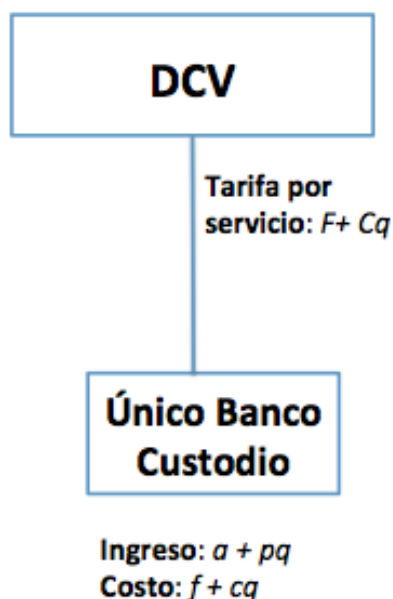 DCV
Tarifa por
servicio: F+ Cq
Único Banco
Custodio
Ingreso: a + pq
Costo: f + cq